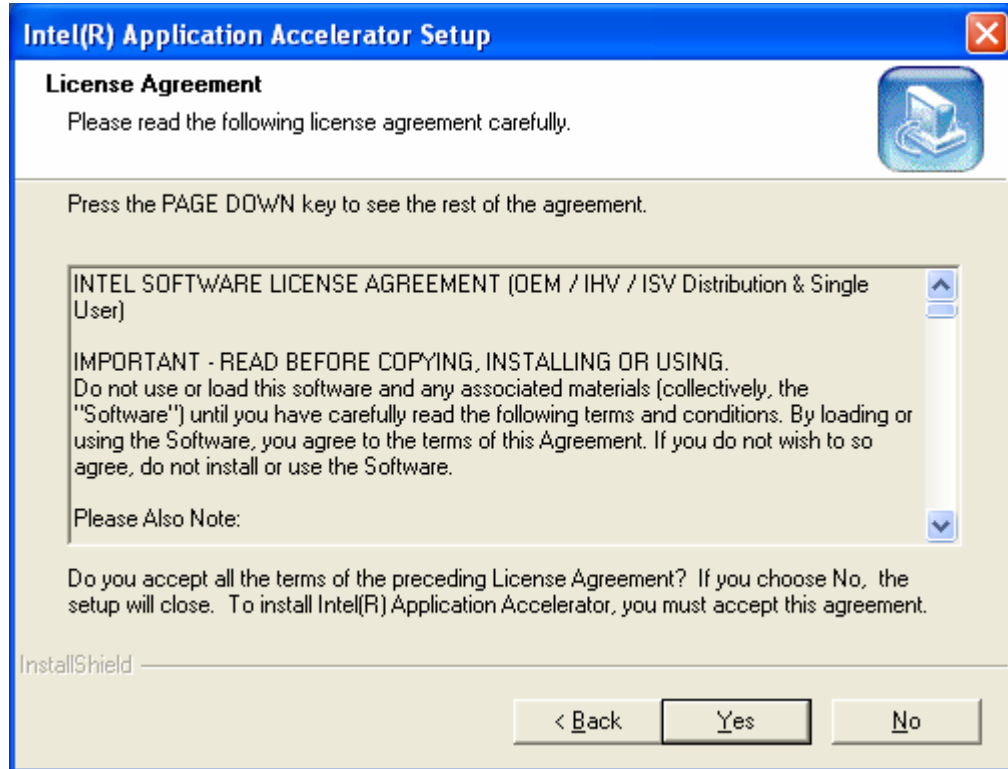 Intel(R) Application Accelerator Setup
License Agreement
Please read the following license agreement carefully.
Press the PAGE DOWN key to see the rest of the agreement.
INTEL SOFTWARE LICENSE AGREEMENT (OEM / IHV / ISV Distribution & Single
User)
IMPORTANT - READ BEFORE COPYING, INSTALLING OR USING.
Do not use or load this software and any associated materials (collectively, the
"Software") until you have carefully read the following terms and conditions. By loading or
using the Software, you agree to the terms of this Agreement. If you do not wish to so
agree, do not install or use the Software.
Please Also Note:
Do you accept all the terms of the preceding License Agreement?  If you choose No,  the
setup will close.  To install Intel(R) Application Accelerator, you must accept this agreement.
InstallShield
< Back
Yes
No